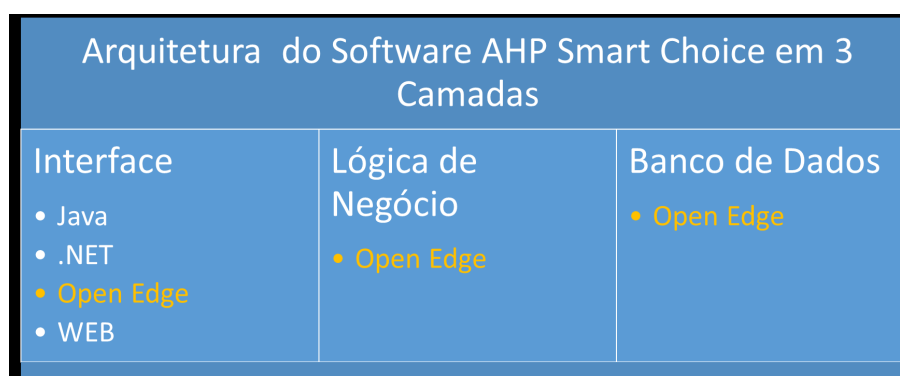 Arquitetura do Software AHP Smart Choice em 3
Camadas
Interface
• Java
• .NET
• Open Edge
• WEB
Lógica de
Negócio
• Open Edge
Banco de Dados
• Open Edge